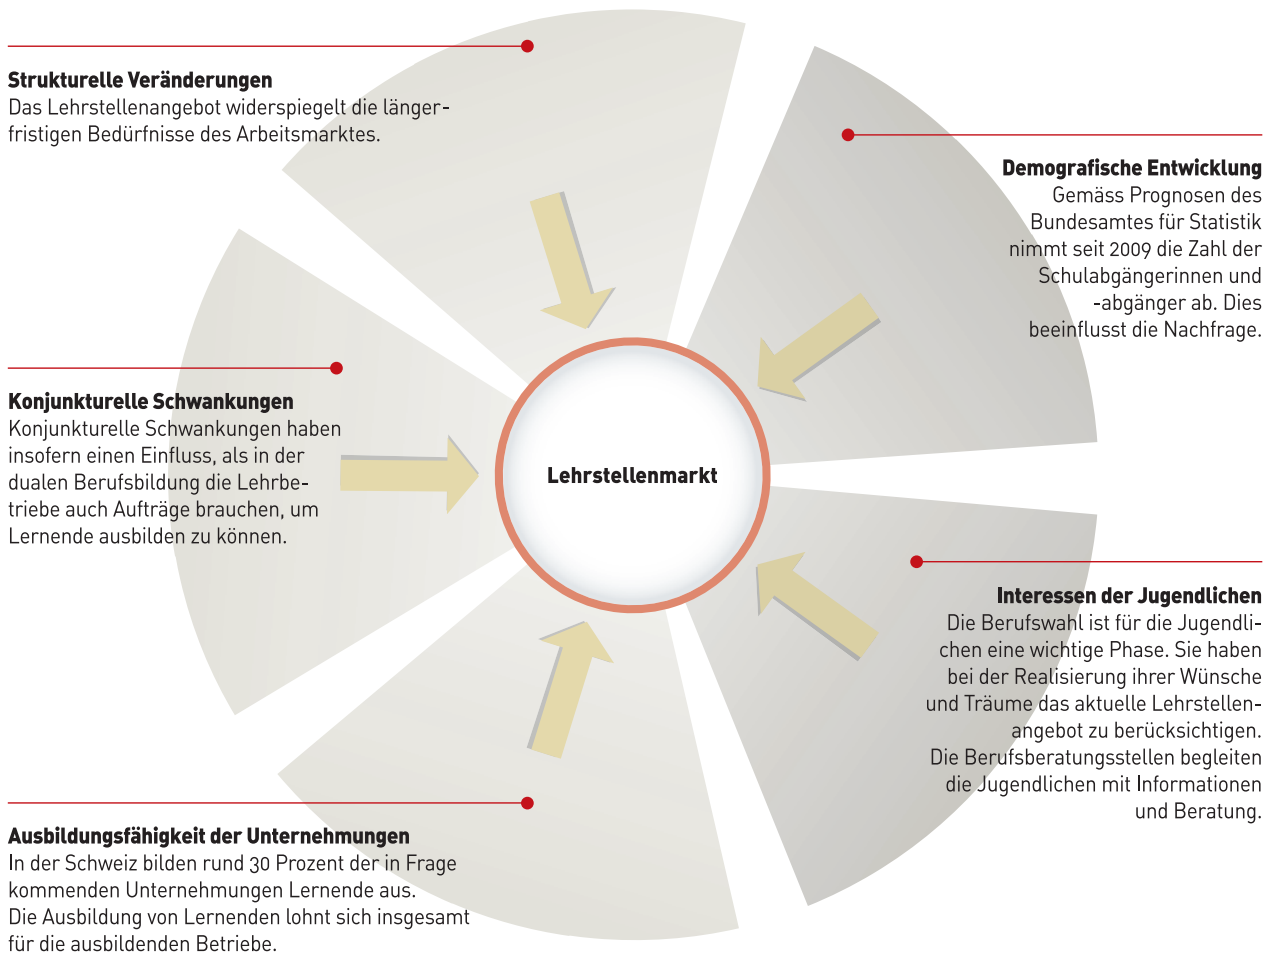 Strukturelle Veränderungen
Das Lehrstellenangebot widerspiegelt die länger-
fristigen Bedürfnisse des Arbeitsmarktes.
Demografische Entwicklung
Gemäss Prognosen des
Bundesamtes für Statistik
nimmt seit 2009 die Zahl der
Schulabgängerinnen und
-abgänger ab. Dies
beeinflusst die Nachfrage.
Konjunkturelle Schwankungen
Konjunkturelle Schwankungen haben
insofern einen Einfluss, als in der
dualen Berufsbildung die Lehrbe-
triebe auch Aufträge brauchen, um
Lernende ausbilden zu können.
Lehrstellenmarkt
Interessen der Jugendlichen
Die Berufswahl ist für die Jugendli-
chen eine wichtige Phase. Sie haben
bei der Realisierung ihrer Wünsche
und Träume das aktuelle Lehrstellen-
angebot zu berücksichtigen.
Die Berufsberatungsstellen begleiten
die Jugendlichen mit Informationen
und Beratung.
Ausbildungsfähigkeit der Unternehmungen
In der Schweiz bilden rund 30 Prozent der in Frage
kommenden Unternehmungen Lernende aus.
Die Ausbildung von Lernenden lohnt sich insgesamt
für die ausbildenden Betriebe.